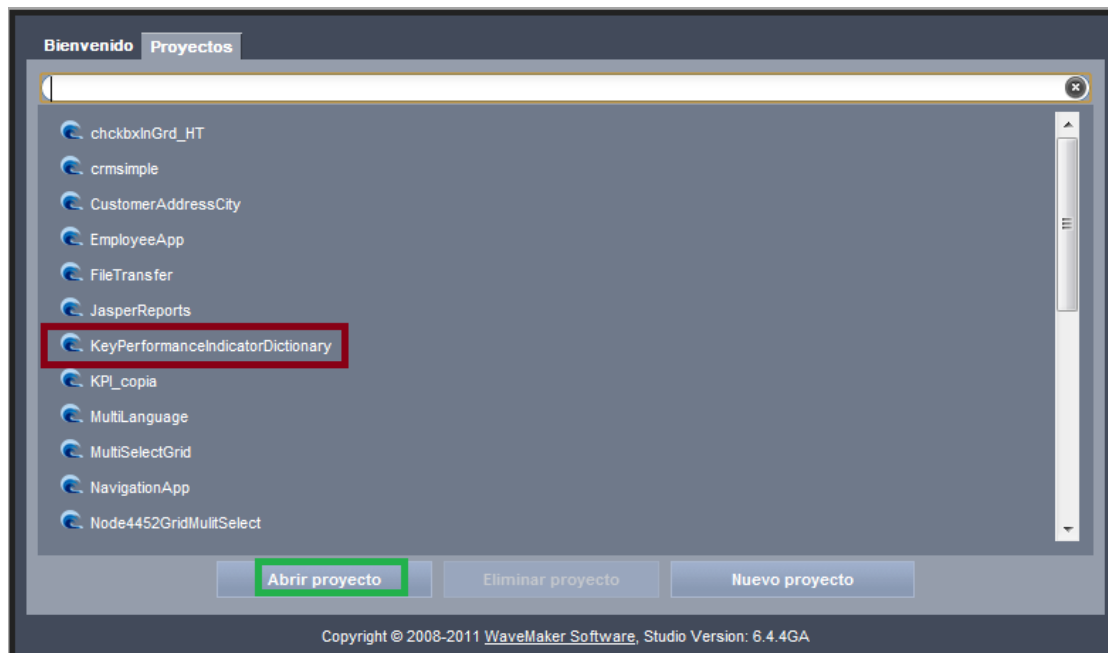 Bienvenido Proyectos
chckbxInGrd_HT
crmsimple
CustomerAddressCity
EmployeeApp
FileTransfer
JasperReports
KeyPerformanceIndicatorDictionary
KPI_copia
MultiLanguage
MultiSelectGrid
NavigationApp
Node4452GridMulitSelect
Abrir proyecto Eliminar proyecto Nuevo proyecto
Copyright © 2008-2011 WaveMaker Software, Studio Version: 6.4.4GA